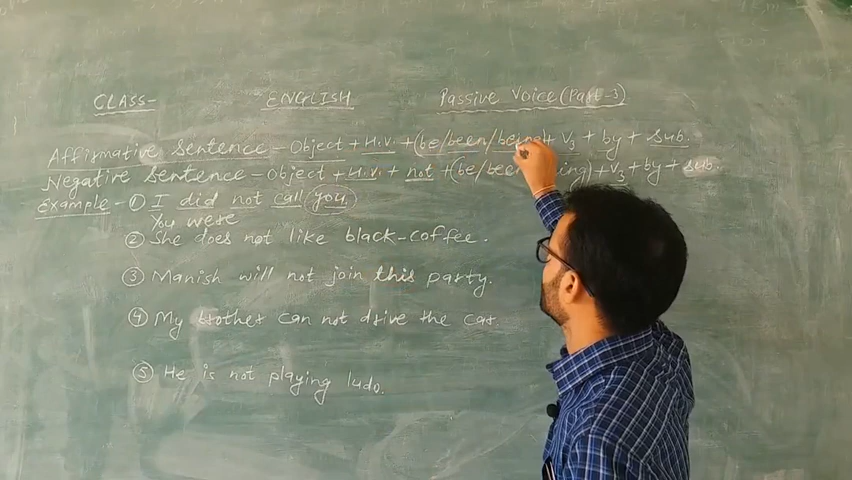 CLASS- ENGLISH Passive Voice (Part-3)
Affirmative Sentence - Object + H.V. + (be/been/being) + V3 + by + Sub.
Negative Sentence - Object + H.V. + not + (be/been ing) + V3 + by + Sub.
Example - ① I did not call you.
You were
② She does not like black-coffee.
③ Manish will not join this party.
④ My brother can not drive the car.
⑤ He is not playing ludo.